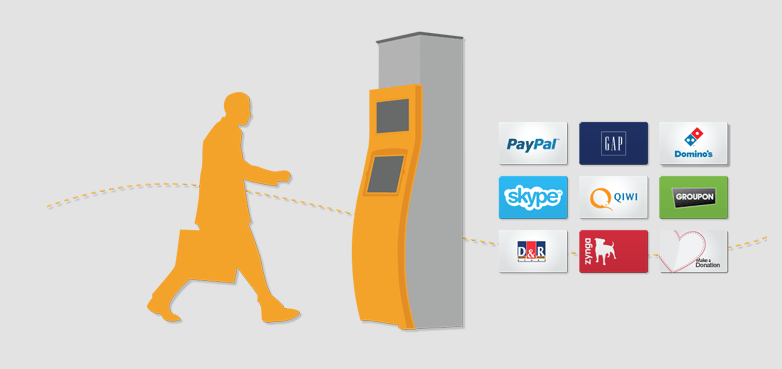 PayPal
GAP
Domino's
skype
QIWI
GROUPON
D&R
zynga
Make a
Donation